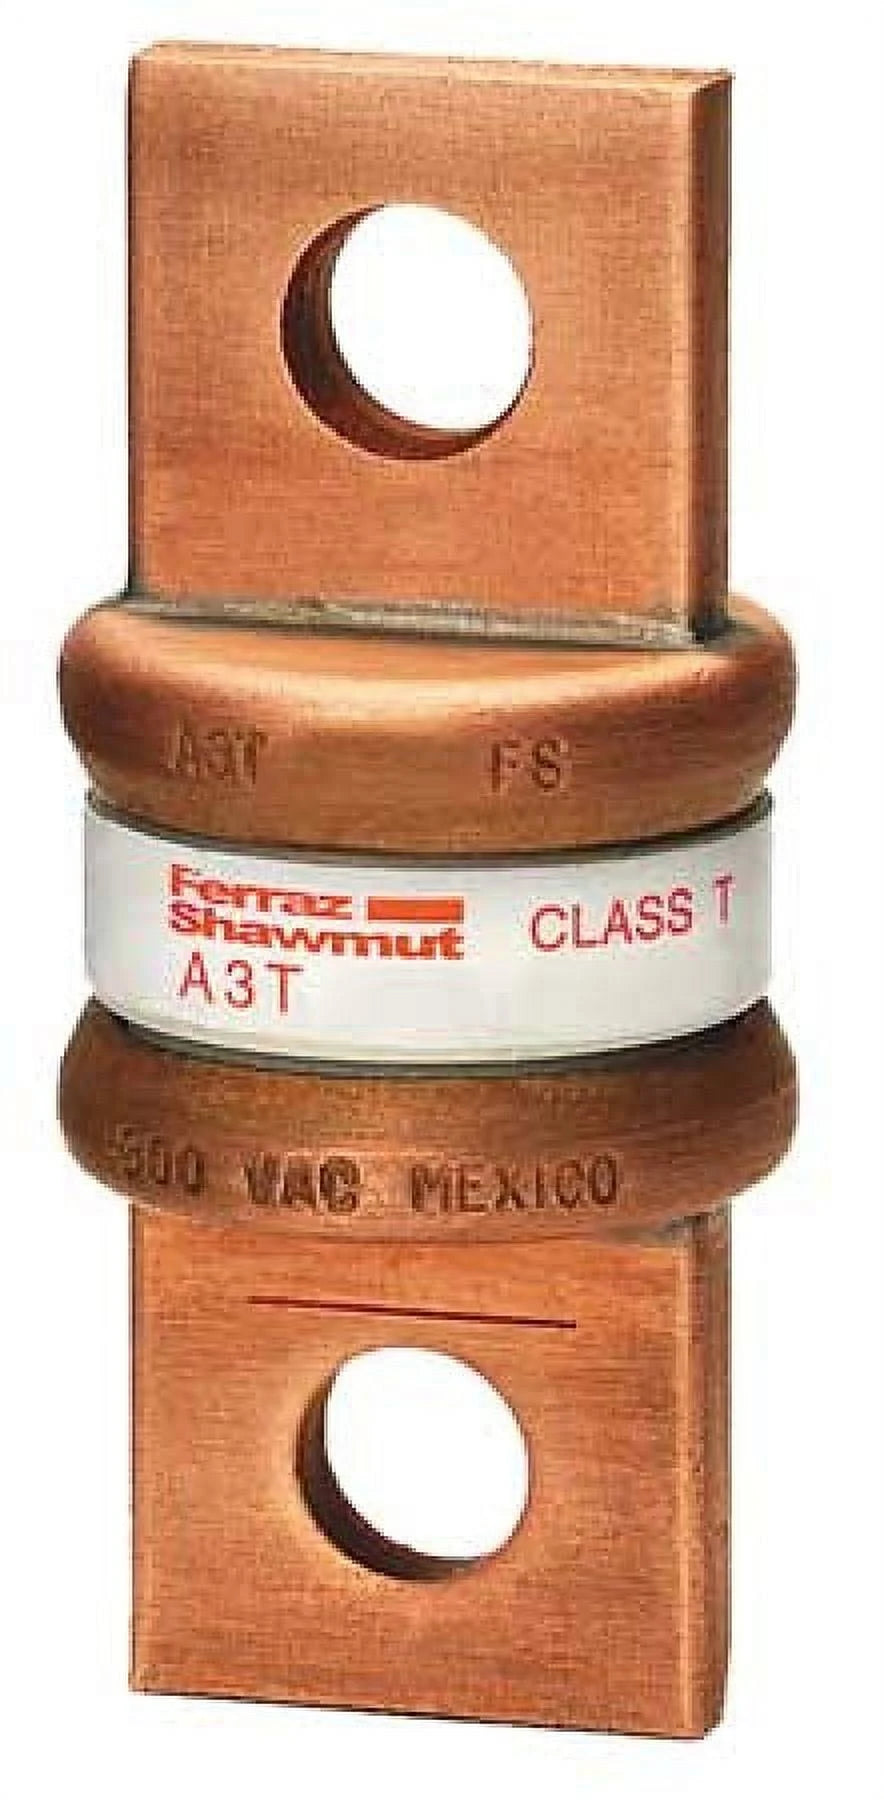 A3T FS
Ferraz
Shawmut CLASS T
A3T
300 VAC MEXICO